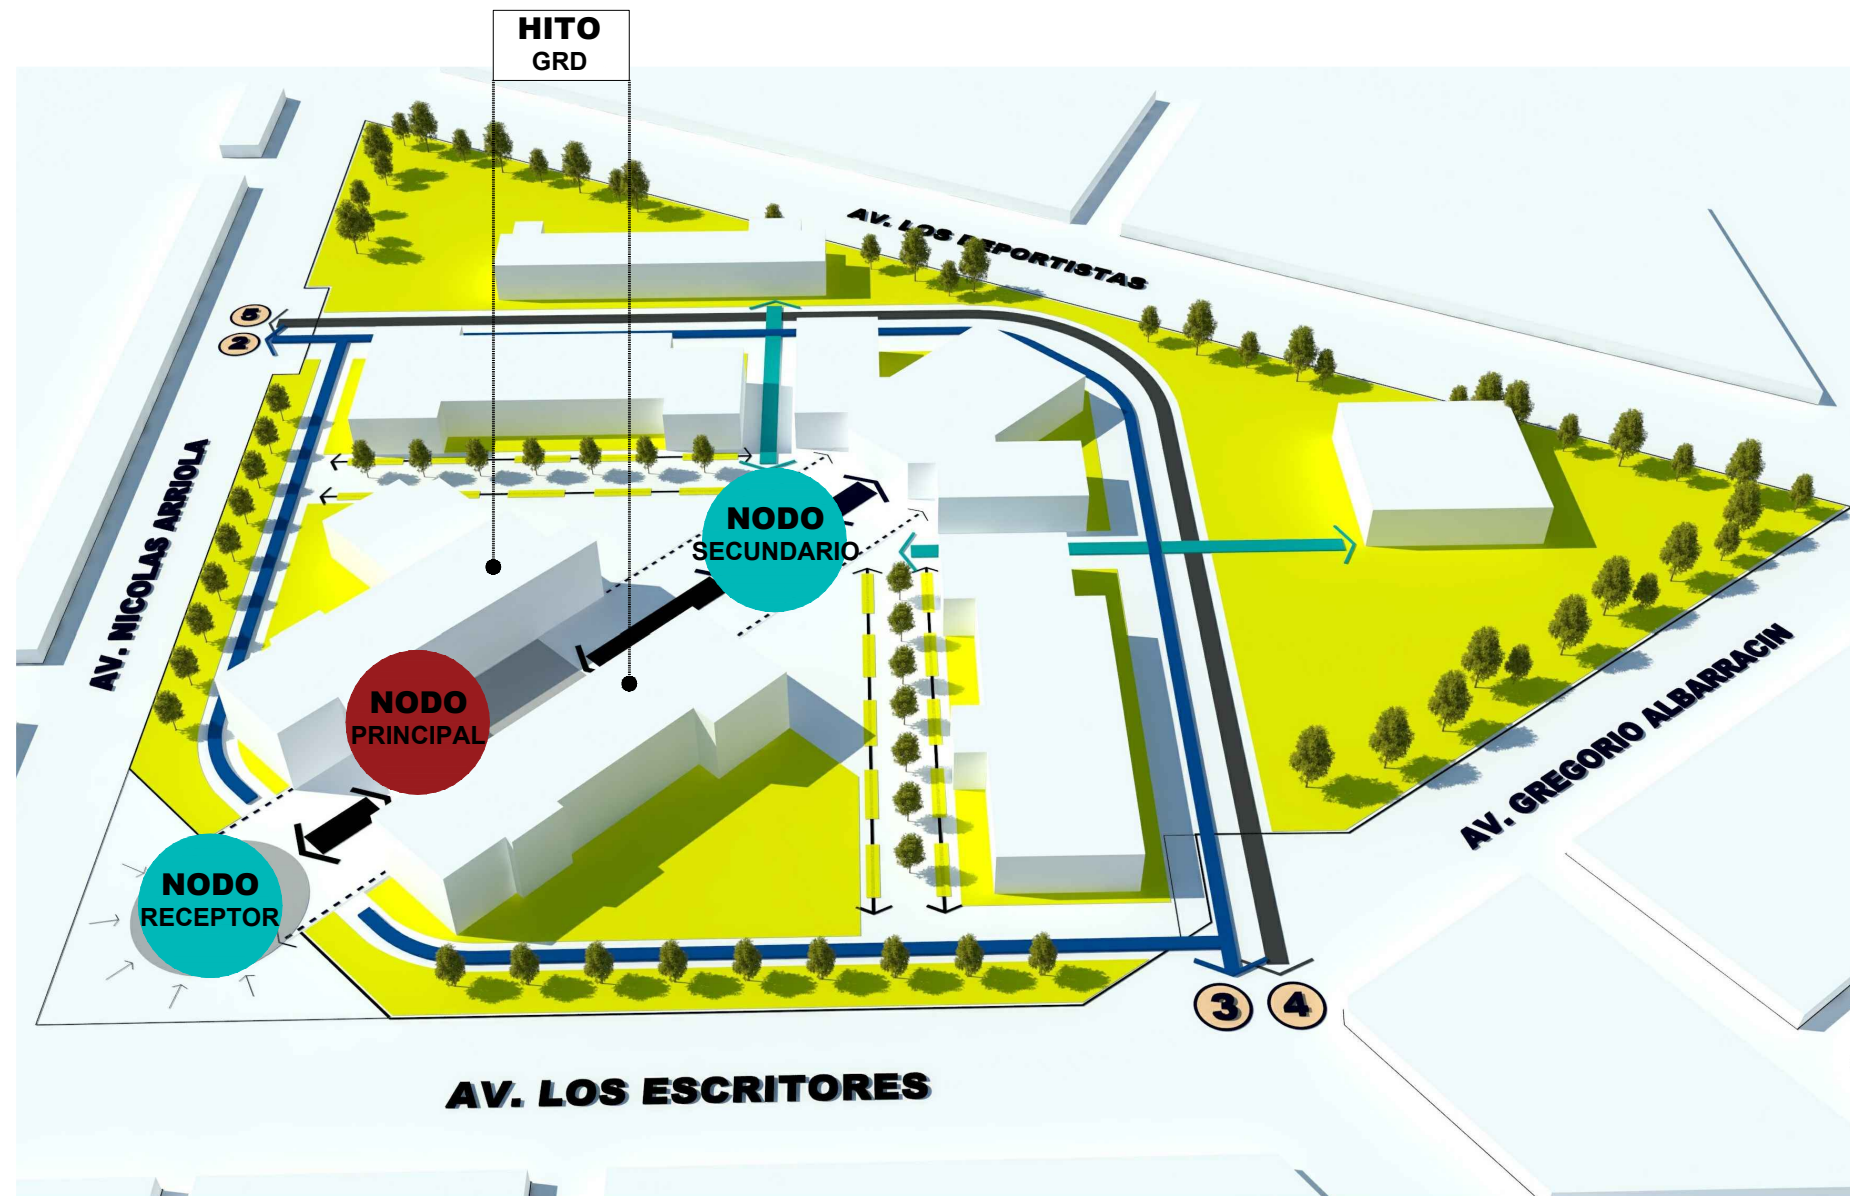 HITO
GRD
AV. LOS DEPORTISTAS
5
2
AV. NICOLAS ARRIOLA
NODO
SECUNDARIO
NODO
PRINCIPAL
AV. GREGORIO ALBARRACIN
NODO
RECEPTOR
3
4
AV. LOS ESCRITORES